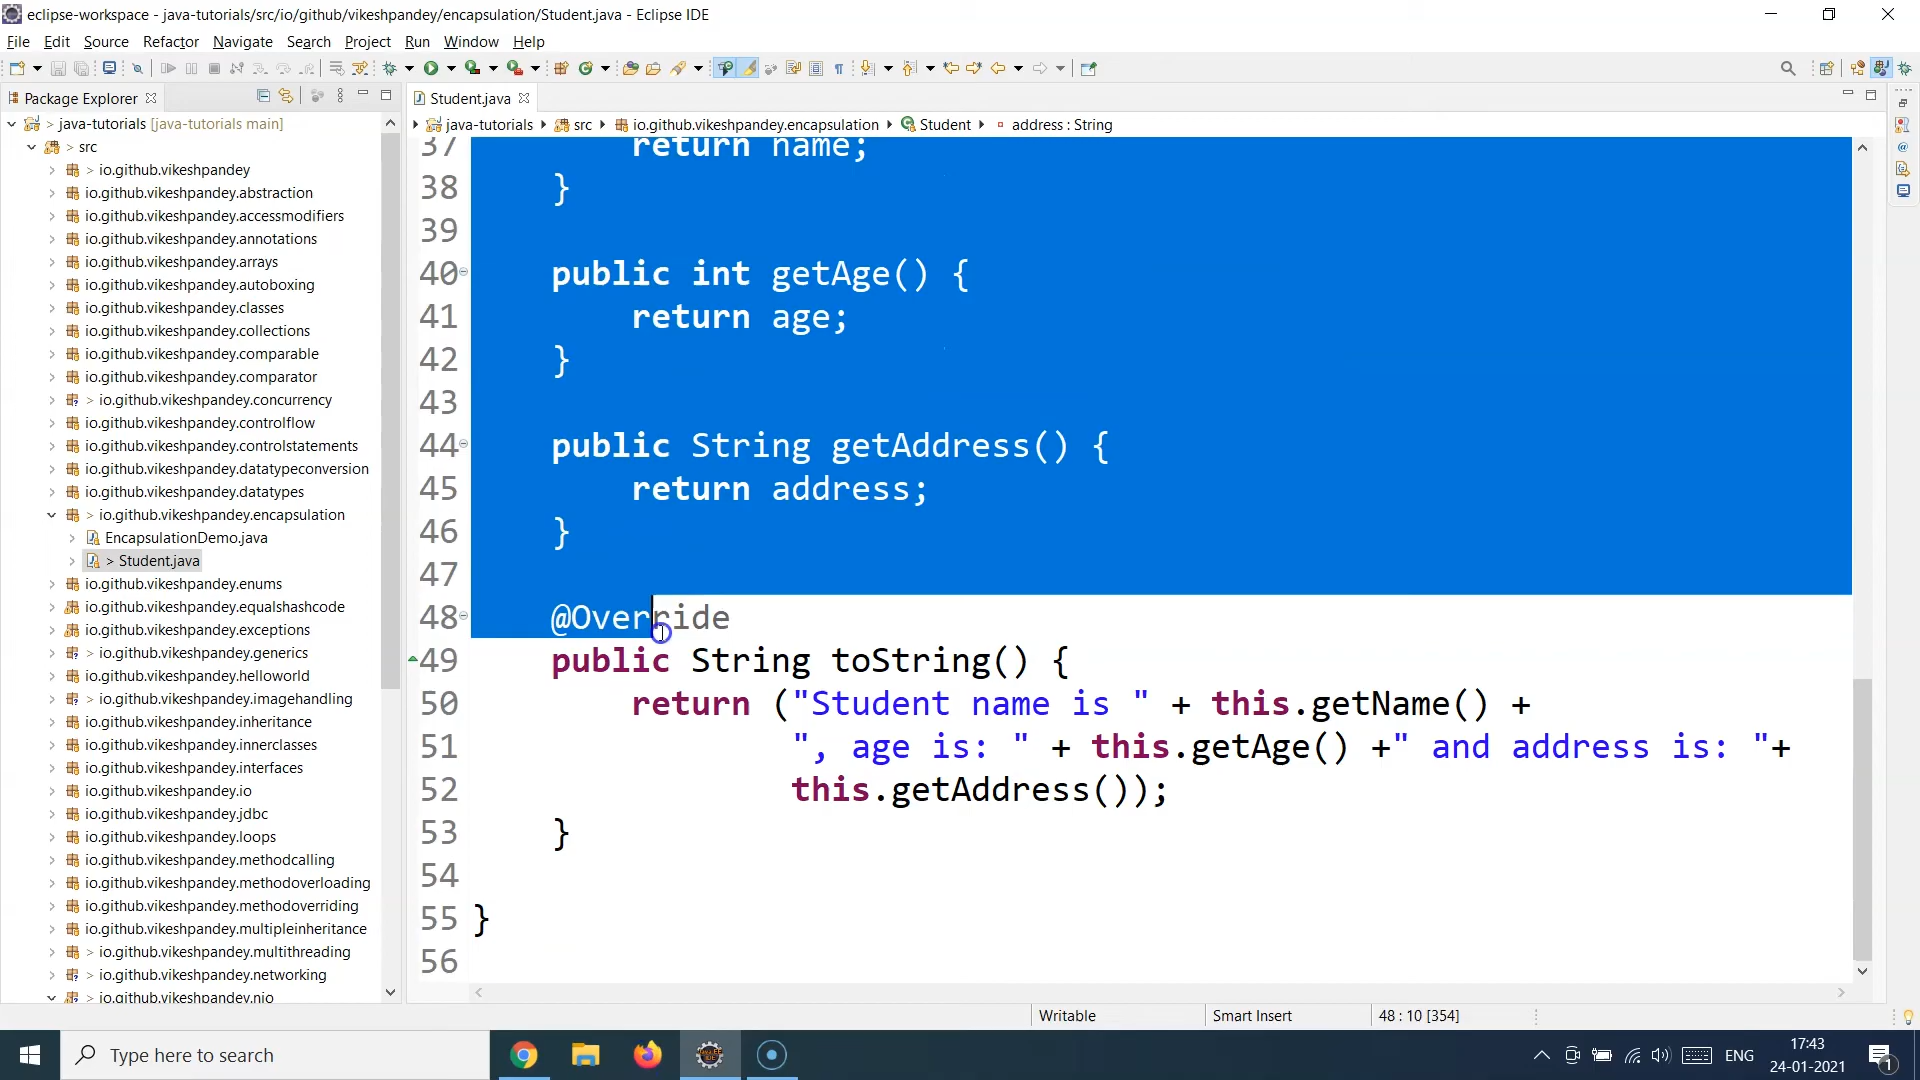 eclipse-workspace - java-tutorials/src/io/github/vikeshpandey/encapsulation/Student.java - Eclipse IDE
File Edit Source Refactor Navigate Search Project Run Window Help
Package Explorer
Student.java
> java-tutorials [java-tutorials main]
> src
> io.github.vikeshpandey
io.github.vikeshpandey.abstraction
io.github.vikeshpandey.accessmodifiers
io.github.vikeshpandey.annotations
io.github.vikeshpandey.arrays
io.github.vikeshpandey.autoboxing
io.github.vikeshpandey.classes
io.github.vikeshpandey.collections
io.github.vikeshpandey.comparable
io.github.vikeshpandey.comparator
> io.github.vikeshpandey.concurrency
io.github.vikeshpandey.controlflow
io.github.vikeshpandey.controlstatements
io.github.vikeshpandey.datatypeconversion
io.github.vikeshpandey.datatypes
> io.github.vikeshpandey.encapsulation
EncapsulationDemo.java
> Student.java
io.github.vikeshpandey.enums
io.github.vikeshpandey.equalshashcode
io.github.vikeshpandey.exceptions
> io.github.vikeshpandey.generics
io.github.vikeshpandey.helloworld
> io.github.vikeshpandey.imagehandling
io.github.vikeshpandey.inheritance
io.github.vikeshpandey.innerclasses
io.github.vikeshpandey.interfaces
io.github.vikeshpandey.io
io.github.vikeshpandey.jdbc
io.github.vikeshpandey.loops
io.github.vikeshpandey.methodcalling
io.github.vikeshpandey.methodoverloading
io.github.vikeshpandey.methodoverriding
io.github.vikeshpandey.multipleinheritance
> io.github.vikeshpandey.multithreading
> io.github.vikeshpandey.networking
> io.github.vikeshpandey.nio
java-tutorials src io.github.vikeshpandey.encapsulation Student address : String
37 return name;
38 }
39
40 public int getAge() {
41 return age;
42 }
43
44 public String getAddress() {
45 return address;
46 }
47
48 @Override
49 public String toString() {
50 return ("Student name is " + this.getName() +
51 ", age is: " + this.getAge() +" and address is: "+
52 this.getAddress());
53 }
54
55 }
56
Writable Smart Insert 48 : 10 [354]
Type here to search
ENG
17:43
24-01-2021
1